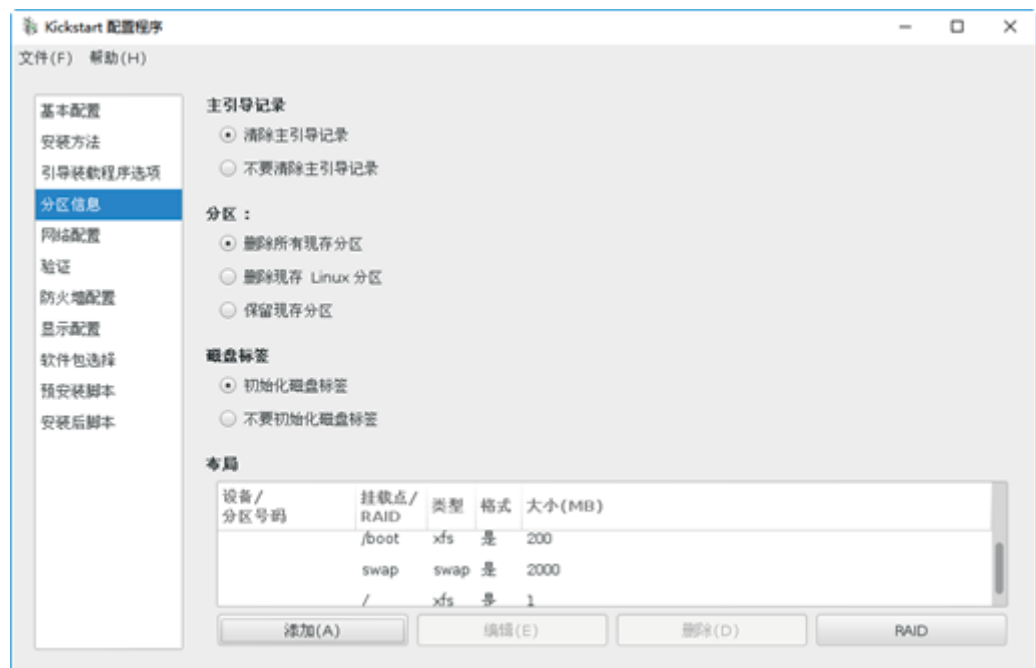 Kickstart 配置程序
文件(F) 帮助(H)
基本配置
安装方法
引导装载程序选项
分区信息
网络配置
验证
防火墙配置
显示配置
软件包选择
预安装脚本
安装后脚本
主引导记录
清除主引导记录
不要清除主引导记录
分区：
删除所有现存分区
删除现存 Linux 分区
保留现存分区
磁盘标签
初始化磁盘标签
不要初始化磁盘标签
布局
设备/
分区号码
挂载点/
RAID
类型 格式 大小(MB)
/boot xfs 是 200
swap swap 是 2000
/ xfs 是 1
添加(A) 编辑(E) 删除(D) RAID